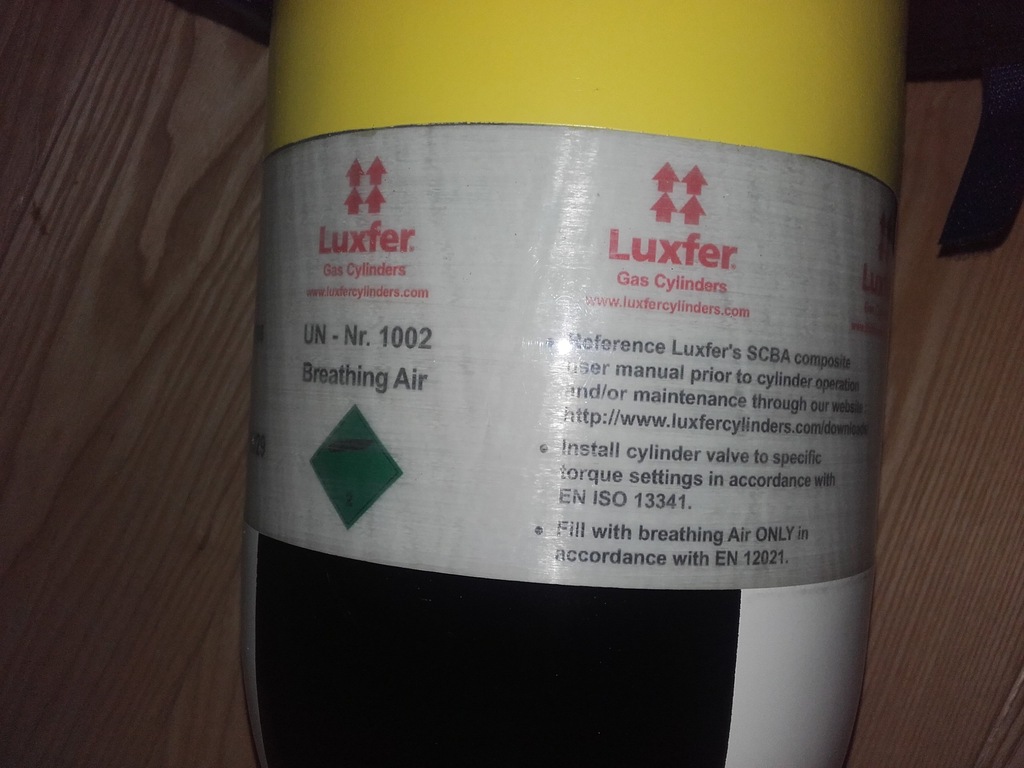 Luxfer
Gas Cylinders
www.luxfercylinders.com
UN - Nr. 1002
Breathing Air
2
Luxfer
Gas Cylinders
www.luxfercylinders.com
Reference Luxfer's SCBA composite
user manual prior to cylinder operation
and/or maintenance through our website
http://www.luxfercylinders.com/download
Install cylinder valve to specific
torque settings in accordance with
EN ISO 13341.
Fill with breathing Air ONLY in
accordance with EN 12021.